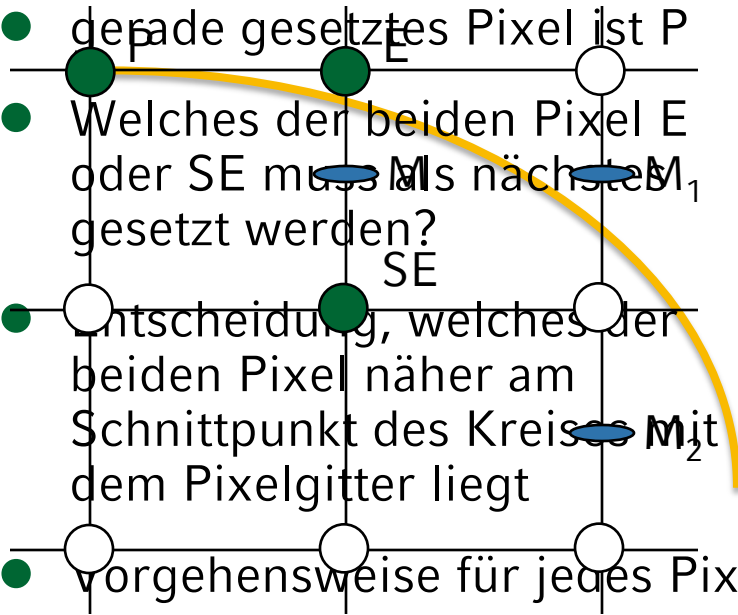 gerade gesetztes Pixel ist P
P
E
Welches der beiden Pixel E
oder SE muss als nächstes
M
M1
gesetzt werden?
SE
Entscheidung, welches der
beiden Pixel näher am
Schnittpunkt des Kreises mit
M2
dem Pixelgitter liegt
Vorgehensweise für jedes Pix